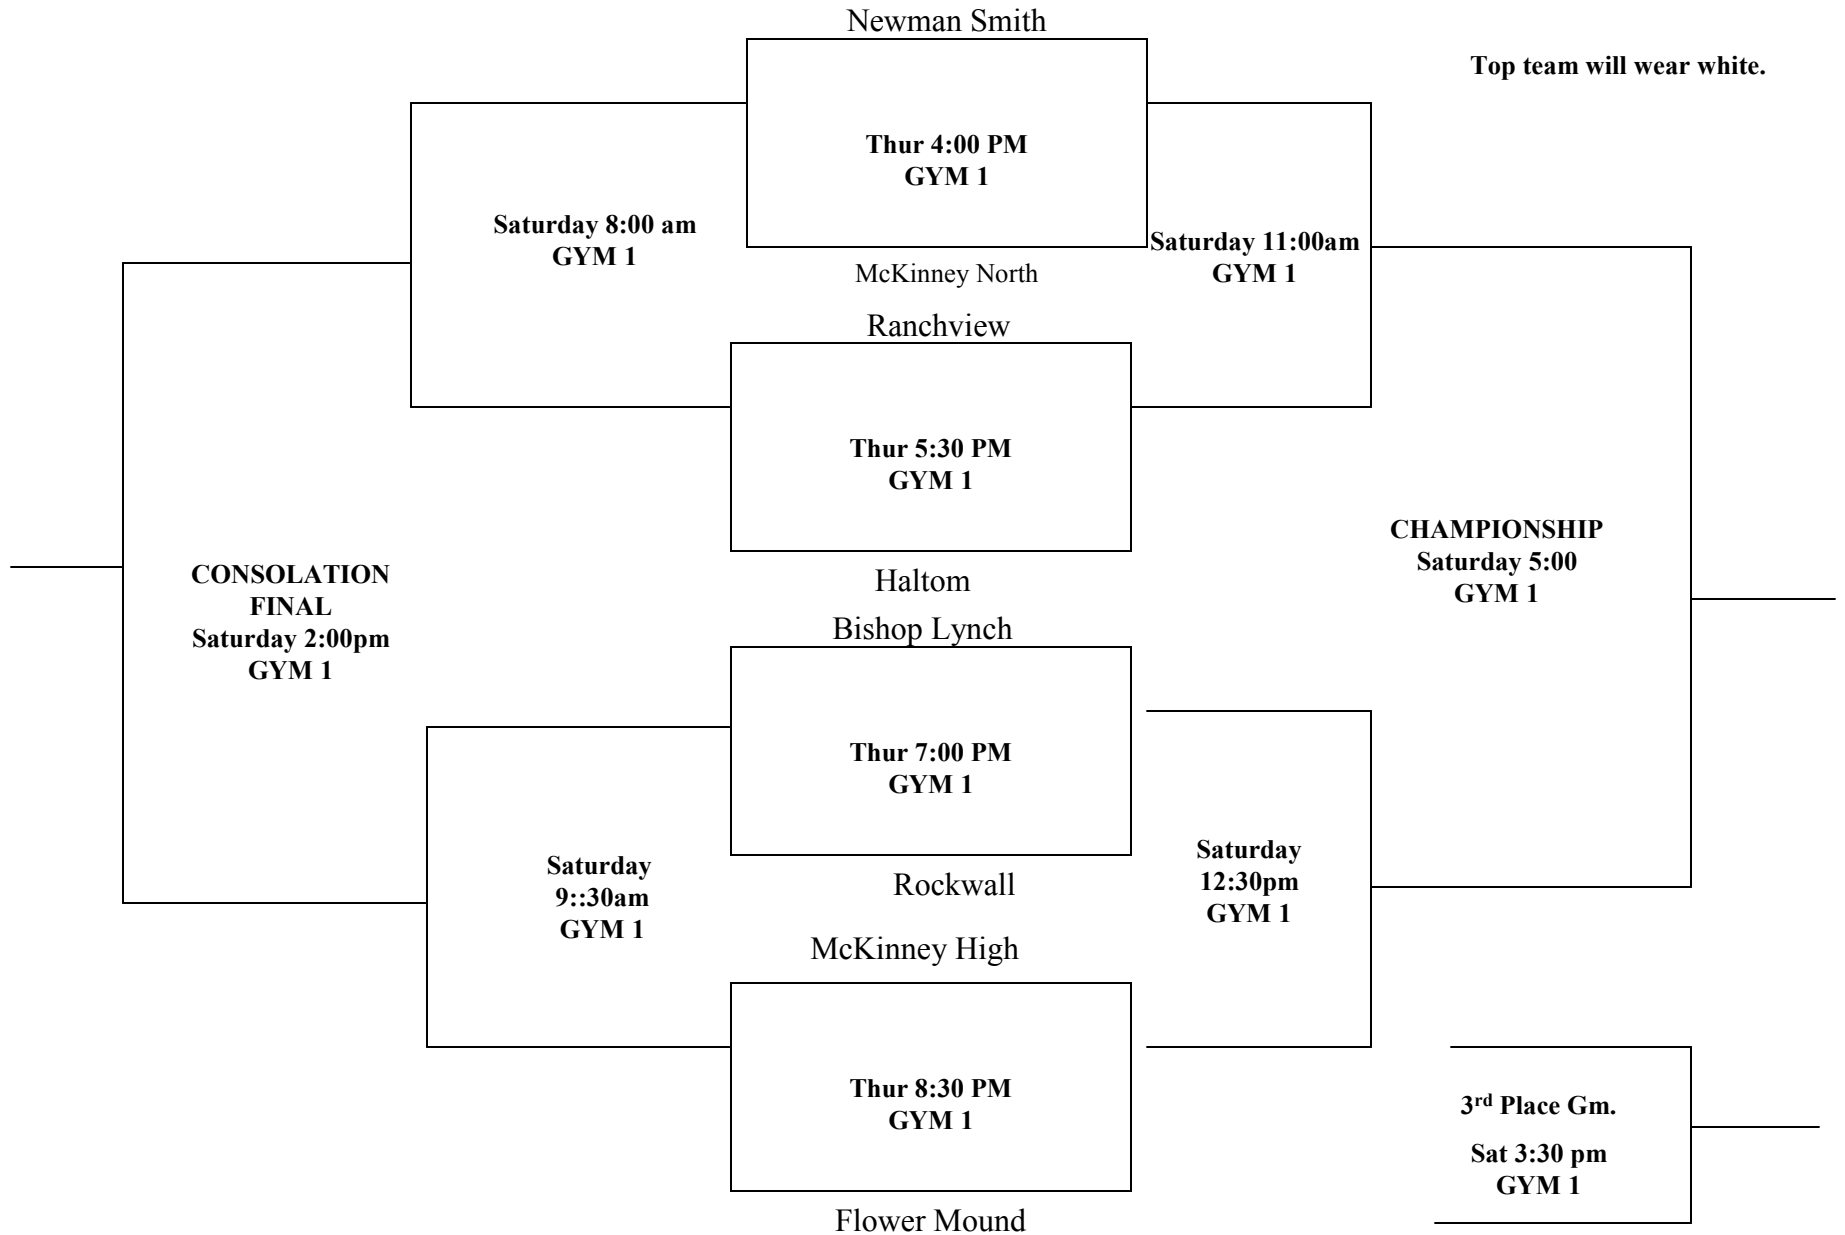 Newman Smith
Top team will wear white.
Thur 4:00 PM
GYM 1
Saturday 8:00 am
GYM 1
Saturday 11:00am
GYM 1
McKinney North
Ranchview
Thur 5:30 PM
GYM 1
CHAMPIONSHIP
Saturday 5:00
GYM 1
CONSOLATION
FINAL
Saturday 2:00pm
GYM 1
Haltom
Bishop Lynch
Thur 7:00 PM
GYM 1
Saturday
9::30am
GYM 1
Saturday
12:30pm
GYM 1
Rockwall
McKinney High
Thur 8:30 PM
GYM 1
3rd Place Gm.
Sat 3:30 pm
GYM 1
Flower Mound